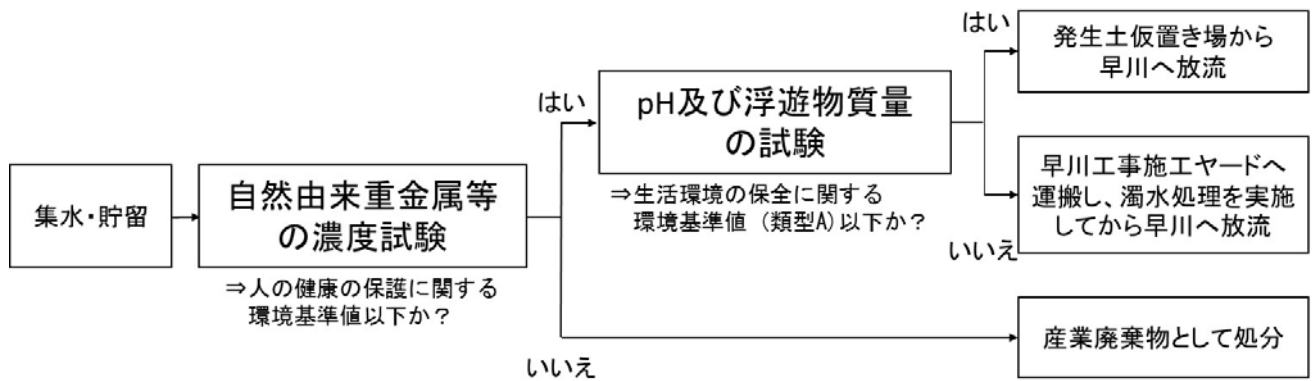 集水・貯留
自然由来重金属等
の濃度試験
⇒人の健康の保護に関する
環境基準値以下か？
はい
いいえ
pH及び浮遊物質量
の試験
⇒生活環境の保全に関する
環境基準値（類型A）以下か？
はい
いいえ
発生土仮置き場から
早川へ放流
早川工事施工ヤードへ
運搬し、濁水処理を実施
してから早川へ放流
産業廃棄物として処分